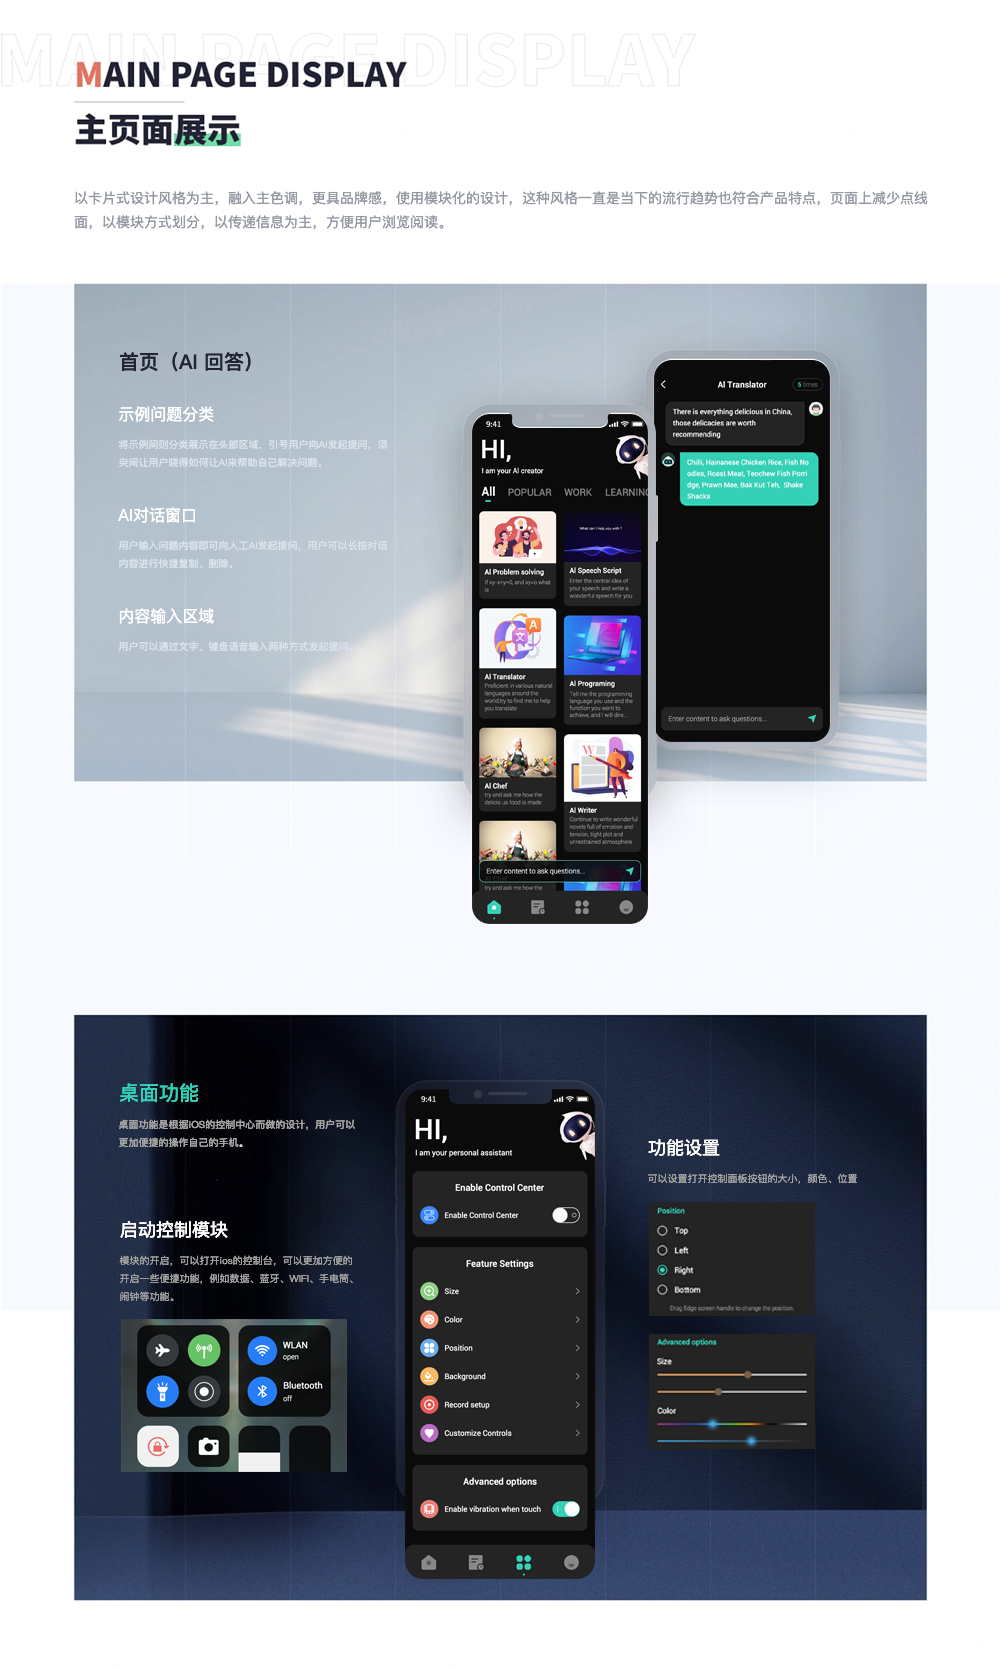 MAIN PAGE DISPLAY
MAIN PAGE DISPLAY
主页面展示
以卡片式设计风格为主，融入主色调，更具品牌感，使用模块化的设计，这种风格一直是当下的流行趋势也符合产品特点，页面上减少点线
面，以模块方式划分，以传递信息为主，方便用户浏览阅读。
首页（AI 回答）
示例问题分类
将示例问则分类展示在头部区域，引号用户向AI发起提问，须
央阃让用户晓得如何让AI来帮助自己解决问题。
AI对话窗口
用户输入问题内容即可向人工AI发起提问，用户可以长按对话
内容进行快捷复制、删除。
内容输入区域
用户可以通过文字、键盘语音输入两种方式发起提问
9:41
HI,
I am your AI creator
All POPULAR WORK LEARNING
AI Problem solving
If xy-x+y=0, and xy=o what
is
What can I help you with ?
AI Speech Script
Enter the central idea of
your speech and write a
wonderful speech for you
AI Translator
Proficient in various natural
languages around the
world,try to find me to help
you translate
AI Programing
Tell me the programming
language you use and the
function you want to
achieve, and I will dire...
AI Chef
try and ask me how the
delicio us food is made
AI Writer
Continue to write wonderful
novels full of emotion and
tension, tight plot and
unrestrained atmosphere
Enter content to ask questions...
try and ask me how the
AI Translator
5 times
There is everything delicious in China,
those delicacies are worth
recommending
Chilli, Hainanese Chicken Rice, Fish No
odles, Roast Meat, Teochew Fish Porri
dge, Prawn Mee, Bak Kut Teh, Shake
Shacks
Enter content to ask questions...
桌面功能
桌面功能是根据iOS的控制中心而做的设计，用户可以
更加便捷的操作自己的手机。
启动控制模块
模块的开启，可以打开ios的控制台，可以更加方便的
开启一些便捷功能，例如数据、蓝牙、WIFI、手电筒、
闹钟等功能。
WLAN
open
Bluetooth
off
9:41
HI,
I am your personal assistant
Enable Control Center
Enable Control Center
Feature Settings
Size
Color
Position
Background
Record setup
Customize Controls
Advanced options
Enable vibration when touch
功能设置
可以设置打开控制面板按钮的大小，颜色、位置
Position
Top
Left
Right
Bottom
Drag Edge screen handle to change the position.
Advanced options
Size
Color